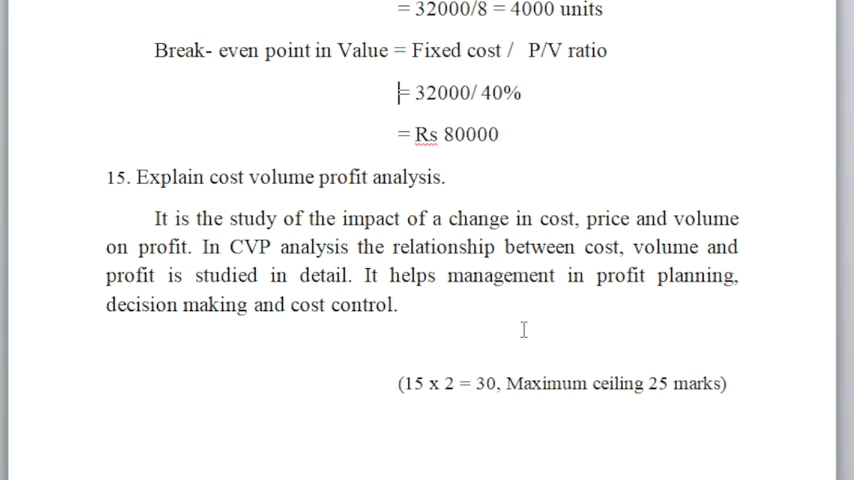 = 32000/8 = 4000 units
Break- even point in Value = Fixed cost / P/V ratio
= 32000/ 40%
= Rs 80000
15. Explain cost volume profit analysis.
It is the study of the impact of a change in cost, price and volume
on profit. In CVP analysis the relationship between cost, volume and
profit is studied in detail. It helps management in profit planning,
decision making and cost control.
(15 x 2 = 30, Maximum ceiling 25 marks)